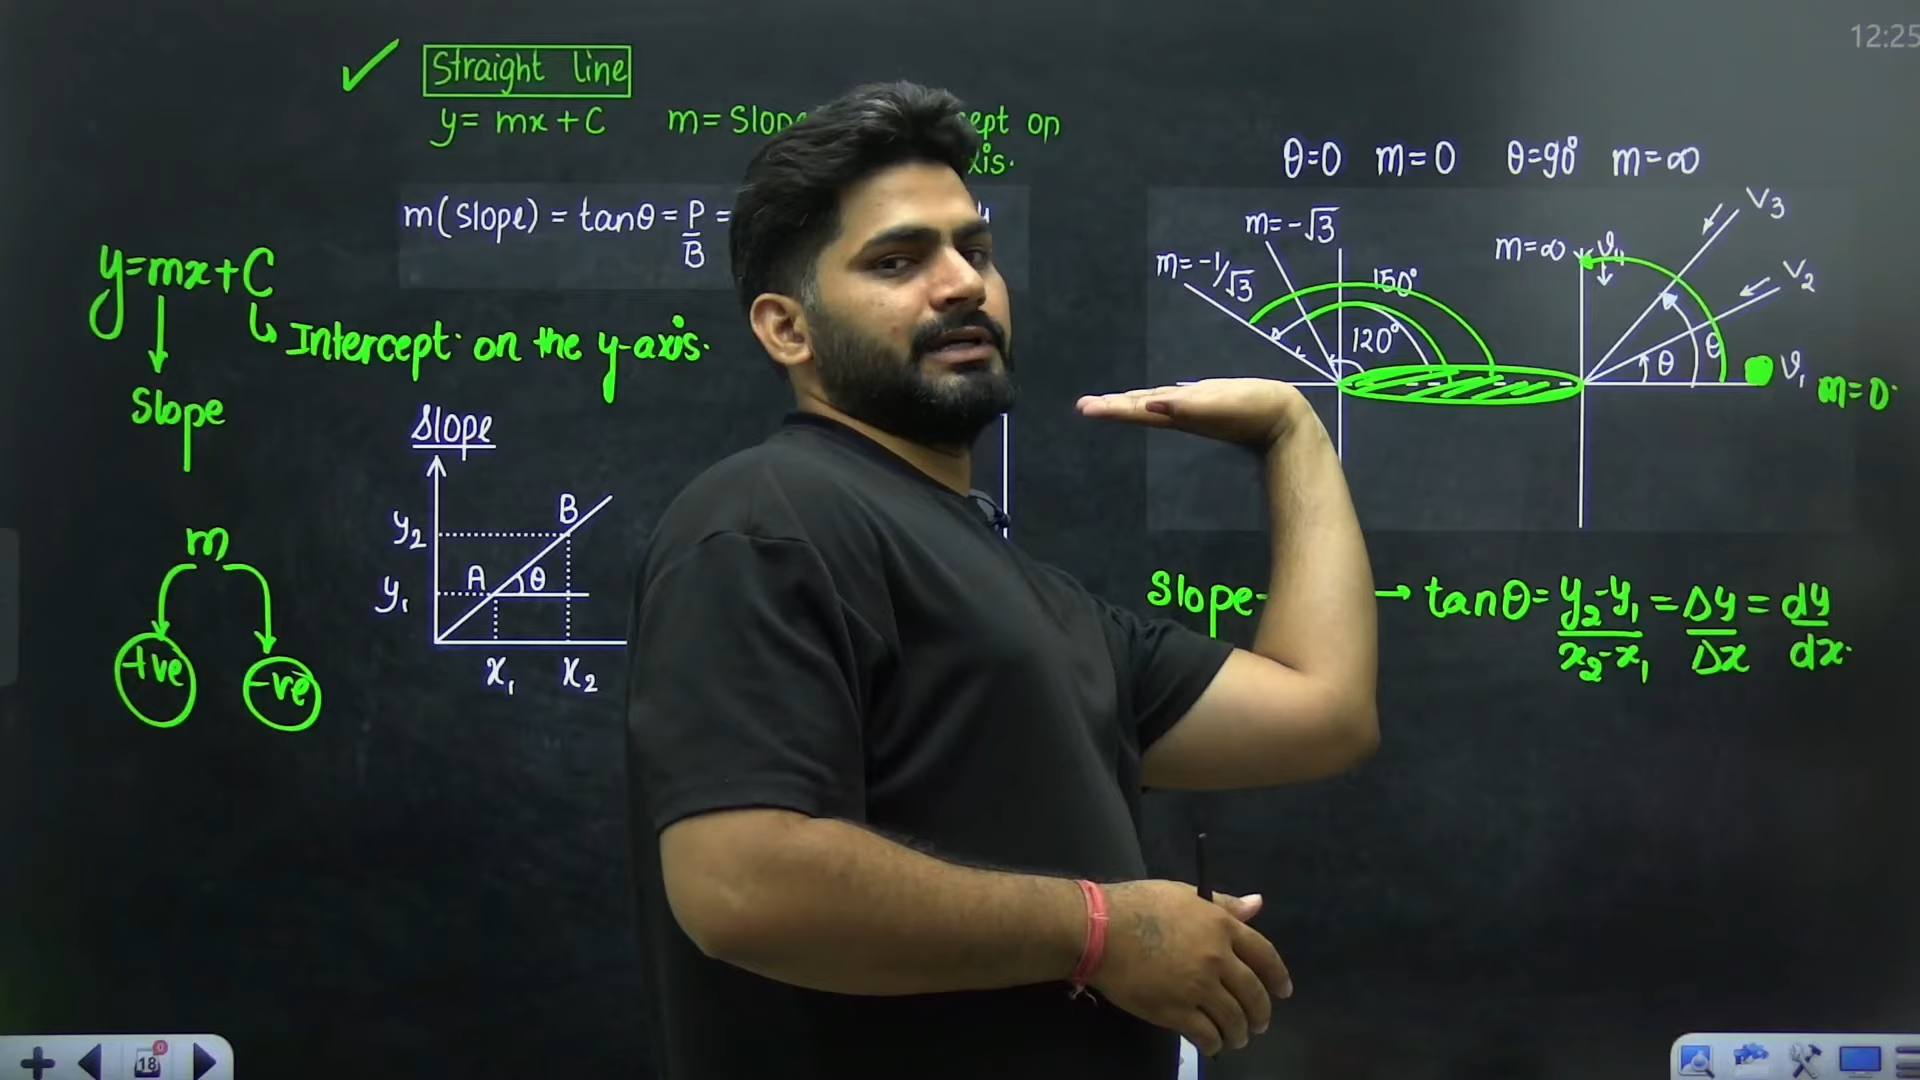 12:25
Straight line
y = mx + C m = Slop ept on
xis.
θ=0 m=0 θ=90° m=∞
m(Slope) = tanθ = P/B =
y=mx+C
Intercept on the y-axis.
Slope
m
+ve -ve
Slope
y₂
y₁
A
B
θ
x₁ x₂
m=-√3
m=-1/√3
150°
120°
m=∞
V₃
V₂
θ
θ
v₁
m=0
Slope → tanθ = y₂-y₁/x₂-x₁ = Δy/Δx = dy/dx.
18
0